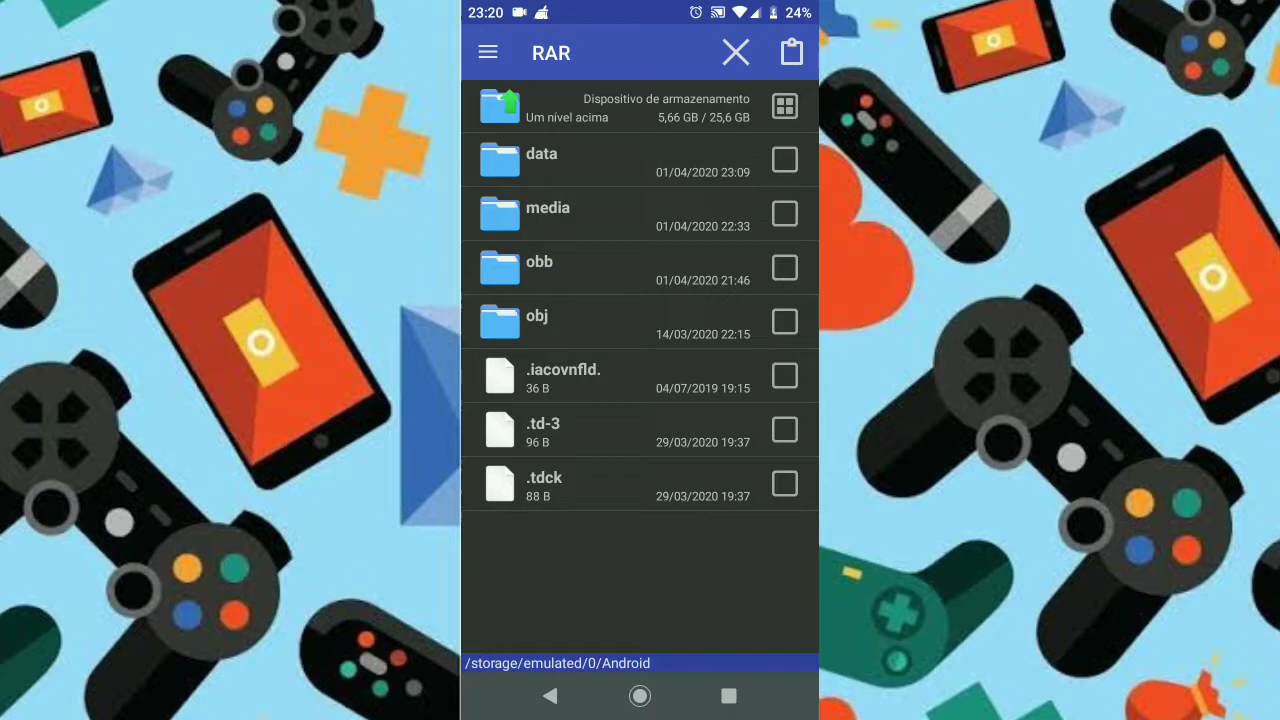 23:20 24%
RAR
Dispositivo de armazenamento
Um nível acima 5,66 GB / 25,6 GB
data
01/04/2020 23:09
media
01/04/2020 22:33
obb
01/04/2020 21:46
obj
14/03/2020 22:15
.iacovnfld.
36 B 04/07/2019 19:15
.td-3
96 B 29/03/2020 19:37
.tdck
88 B 29/03/2020 19:37
/storage/emulated/0/Android